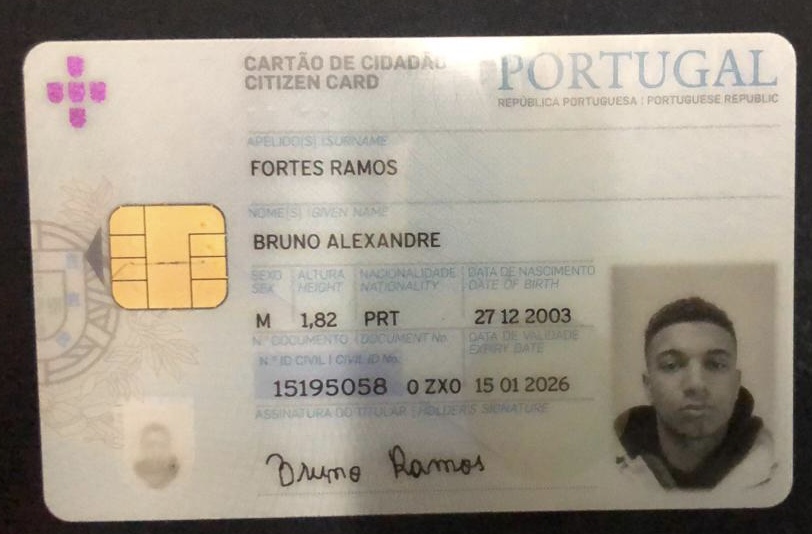 CARTÃO DE CIDADÃO
CITIZEN CARD
PORTUGAL
REPÚBLICA PORTUGUESA | PORTUGUESE REPUBLIC
APELIDO[S] | SURNAME
FORTES RAMOS
NOME[S] | GIVEN NAME
BRUNO ALEXANDRE
SEXO ALTURA NACIONALIDADE DATA DE NASCIMENTO
SEX HEIGHT NATIONALITY DATE OF BIRTH
M 1,82 PRT 27 12 2003
Nº DOCUMENTO | DOCUMENT No. DATA DE VALIDADE
EXPIRY DATE
Nº ID CIVIL | CIVIL ID No.
15195058 0 ZX0 15 01 2026
ASSINATURA DO TITULAR | HOLDER'S SIGNATURE
Bruno Ramos